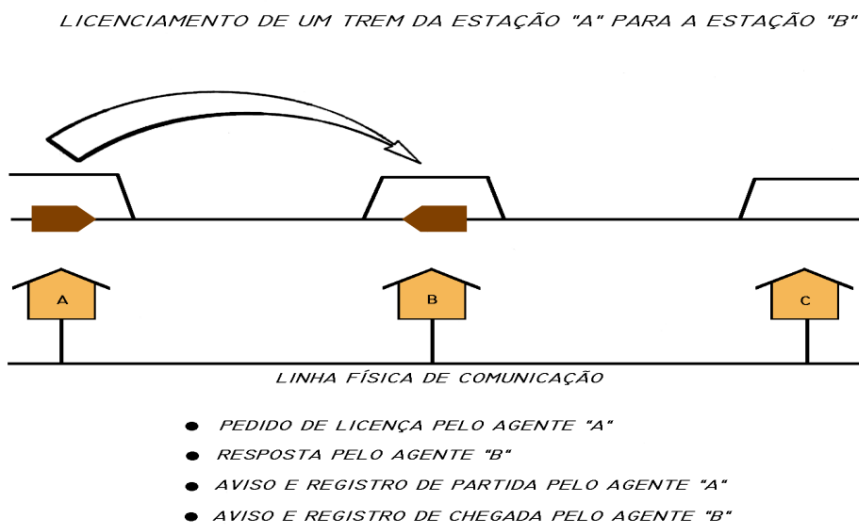 LICENCIAMENTO DE UM TREM DA ESTAÇÃO "A" PARA A ESTAÇÃO "B"
A
B
C
LINHA FÍSICA DE COMUNICAÇÃO
● PEDIDO DE LICENÇA PELO AGENTE "A"
● RESPOSTA PELO AGENTE "B"
● AVISO E REGISTRO DE PARTIDA PELO AGENTE "A"
● AVISO E REGISTRO DE CHEGADA PELO AGENTE "B"